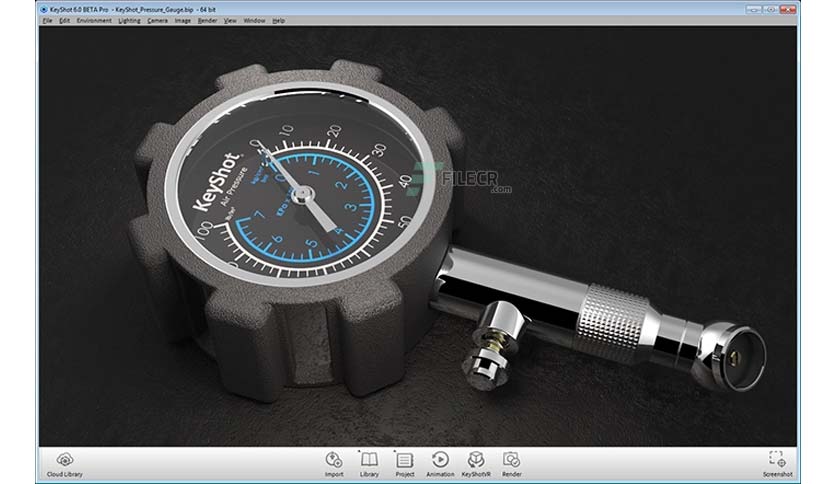 KeyShot 6.0 BETA Pro - KeyShot_Pressure_Gauge.bip - 64 bit
File Edit Environment Lighting Camera Image Render View Window Help
0 10 20 30 40 50 100
KeyShot
Air Pressure
0 1 2 3 4 5 6 7
FILECR
.com
Cloud Library Import Library Project Animation KeyShotVR Render Screenshot